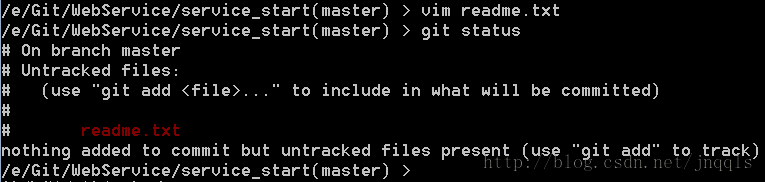 /e/Git/WebService/service_start(master) > vim readme.txt
/e/Git/WebService/service_start(master) > git status
# On branch master
# Untracked files:
#   (use "git add <file>..." to include in what will be committed)
#
#       readme.txt
nothing added to commit but untracked files present (use "git add" to track)
/e/Git/WebService/service_start(master) >
http://blog.csdn.net/jnqqls